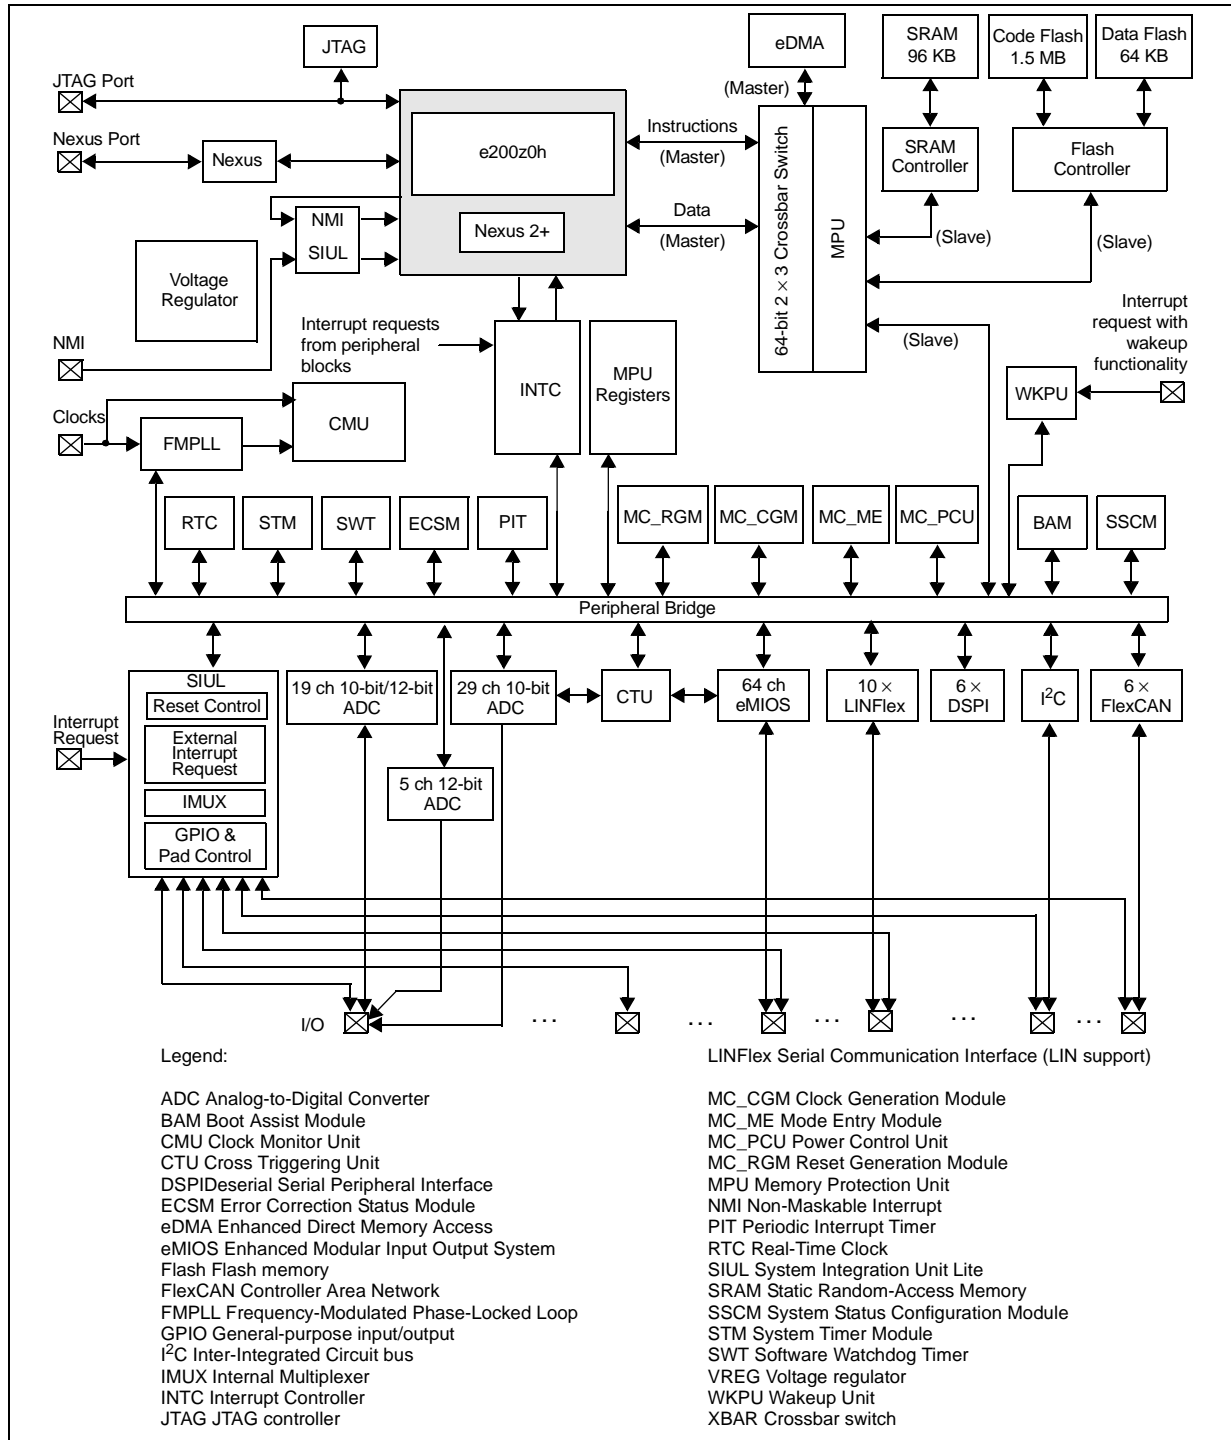 JTAG
eDMA
SRAM
96 KB
Code Flash
1.5 MB
Data Flash
64 KB
JTAG Port
(Master)
Nexus Port
Nexus
e200z0h
Instructions
(Master)
64-bit 2 × 3 Crossbar Switch
MPU
SRAM
Controller
Flash
Controller
NMI
SIUL
Nexus 2+
Data
(Master)
(Slave)
(Slave)
Voltage
Regulator
Interrupt requests
from peripheral
blocks
(Slave)
Interrupt
request with
wakeup
functionality
NMI
INTC
MPU
Registers
WKPU
Clocks
FMPLL
CMU
RTC
STM
SWT
ECSM
PIT
MC_RGM
MC_CGM
MC_ME
MC_PCU
BAM
SSCM
Peripheral Bridge
SIUL
Reset Control
External
Interrupt
Request
IMUX
GPIO &
Pad Control
Interrupt
Request
19 ch 10-bit/12-bit
ADC
29 ch 10-bit
ADC
CTU
64 ch
eMIOS
10 ×
LINFlex
6 ×
DSPI
I2C
6 ×
FlexCAN
5 ch 12-bit
ADC
I/O
...
...
...
...
...
Legend:
ADC Analog-to-Digital Converter
BAM Boot Assist Module
CMU Clock Monitor Unit
CTU Cross Triggering Unit
DSPIDeserial Serial Peripheral Interface
ECSM Error Correction Status Module
eDMA Enhanced Direct Memory Access
eMIOS Enhanced Modular Input Output System
Flash Flash memory
FlexCAN Controller Area Network
FMPLL Frequency-Modulated Phase-Locked Loop
GPIO General-purpose input/output
I2C Inter-Integrated Circuit bus
IMUX Internal Multiplexer
INTC Interrupt Controller
JTAG JTAG controller
LINFlex Serial Communication Interface (LIN support)
MC_CGM Clock Generation Module
MC_ME Mode Entry Module
MC_PCU Power Control Unit
MC_RGM Reset Generation Module
MPU Memory Protection Unit
NMI Non-Maskable Interrupt
PIT Periodic Interrupt Timer
RTC Real-Time Clock
SIUL System Integration Unit Lite
SRAM Static Random-Access Memory
SSCM System Status Configuration Module
STM System Timer Module
SWT Software Watchdog Timer
VREG Voltage regulator
WKPU Wakeup Unit
XBAR Crossbar switch